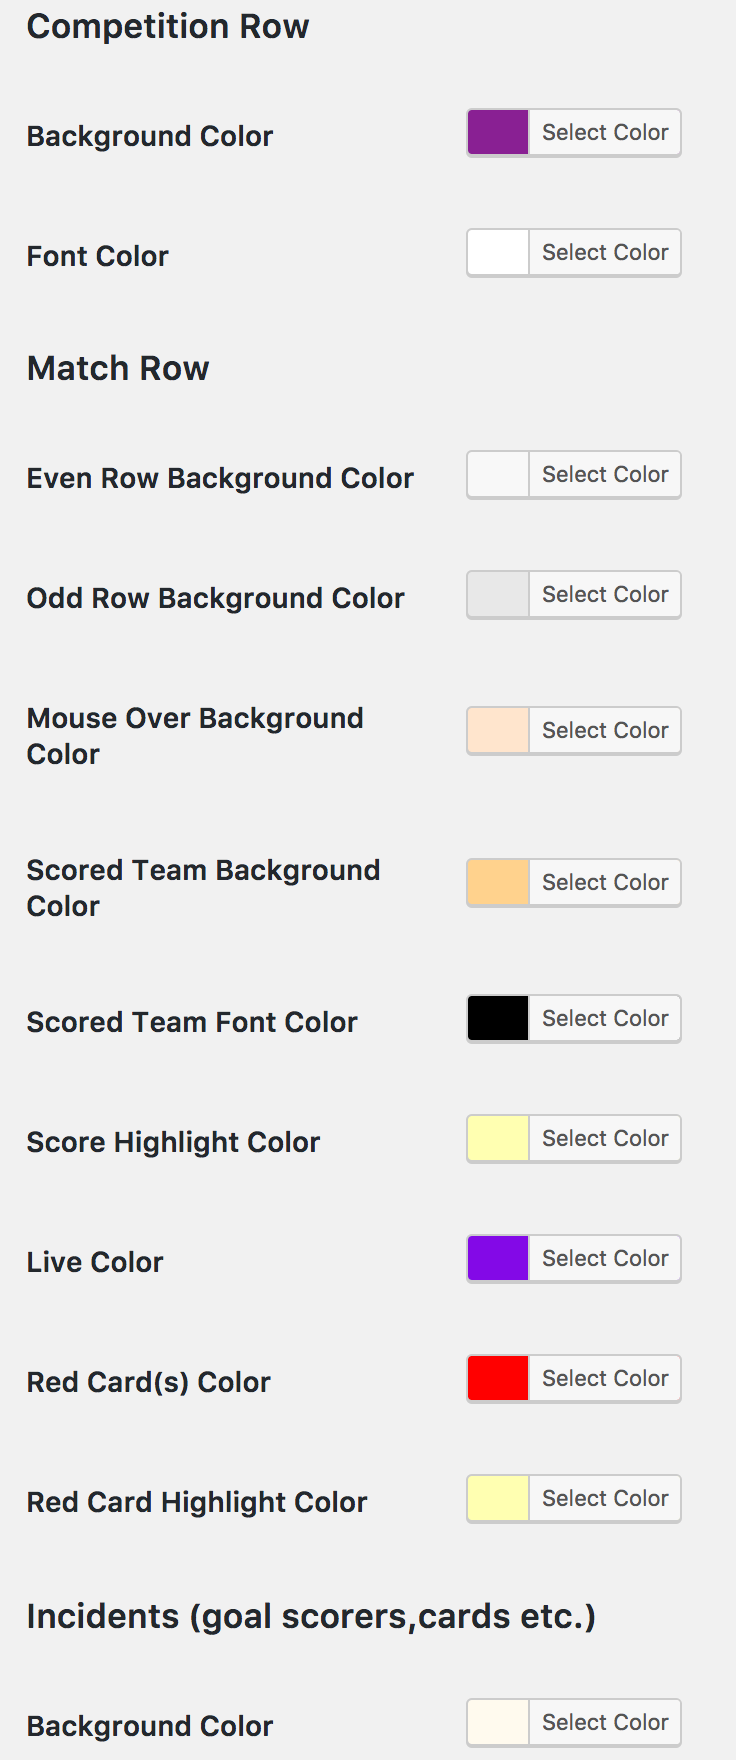 Competition Row
Background Color
Select Color
Font Color
Select Color
Match Row
Even Row Background Color
Select Color
Odd Row Background Color
Select Color
Mouse Over Background
Color
Select Color
Scored Team Background
Color
Select Color
Scored Team Font Color
Select Color
Score Highlight Color
Select Color
Live Color
Select Color
Red Card(s) Color
Select Color
Red Card Highlight Color
Select Color
Incidents (goal scorers,cards etc.)
Background Color
Select Color